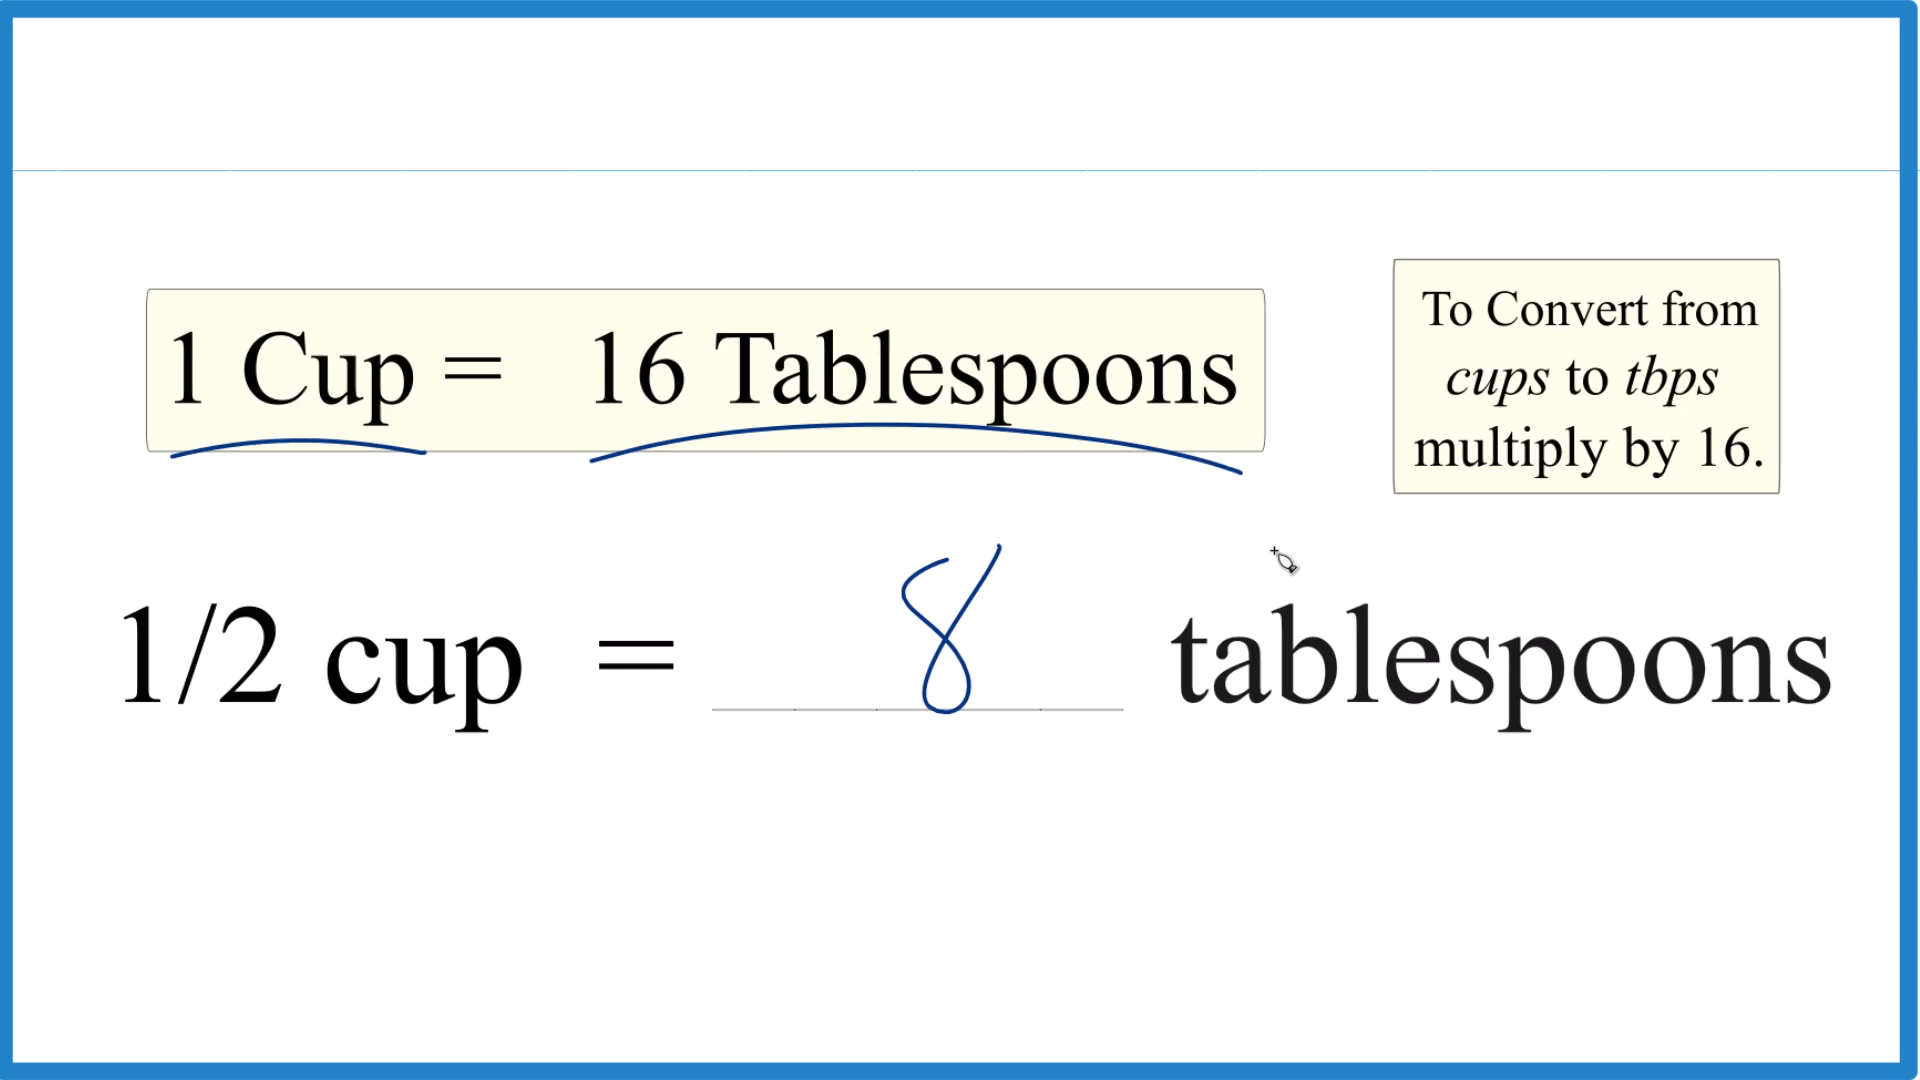 1 Cup = 16 Tablespoons
To Convert from
cups to tbps
multiply by 16.
1/2 cup = 8 tablespoons